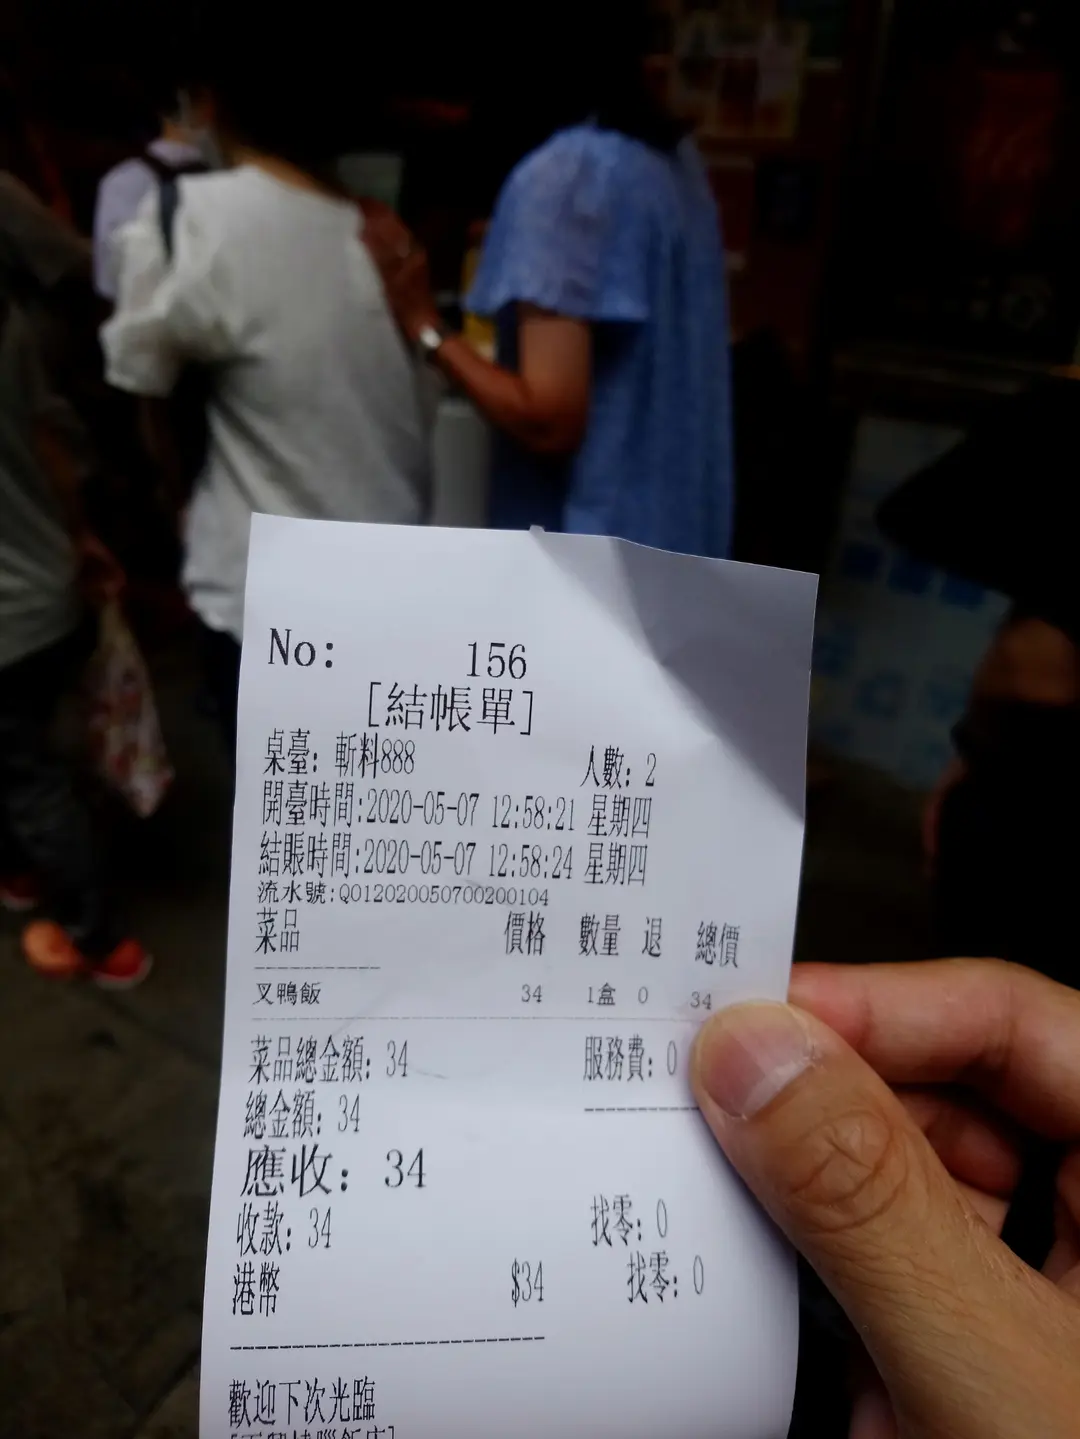 No: 156
[結帳單]
桌臺: 斬料888 人數: 2
開臺時間:2020-05-07 12:58:21 星期四
結賬時間:2020-05-07 12:58:24 星期四
流水號:Q012020050700200104
菜品 價格 數量 退 總價
叉鴨飯 34 1盒 0 34
菜品總金額: 34 服務費: 0
總金額: 34
應收: 34
收款: 34 找零: 0
港幣 $34 找零: 0
歡迎下次光臨